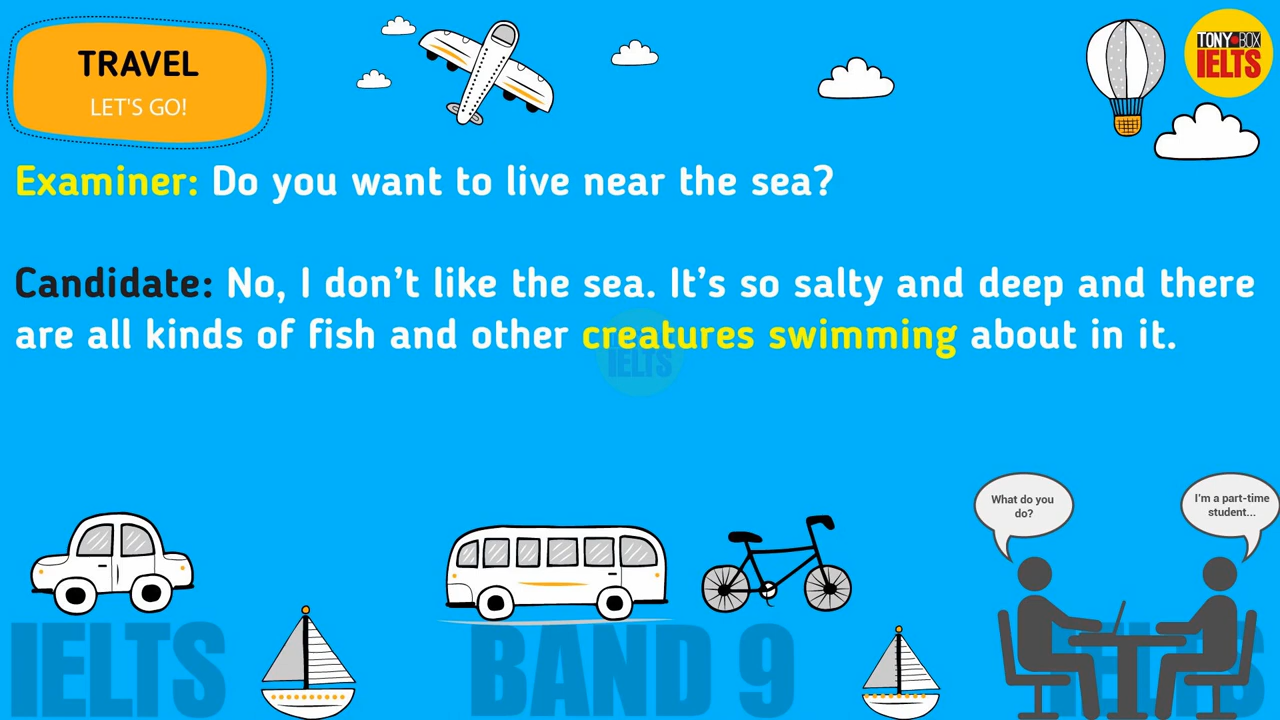 TRAVEL
LET'S GO!
TONY BOX
IELTS
Examiner: Do you want to live near the sea?
Candidate: No, I don't like the sea. It's so salty and deep and there
are all kinds of fish and other creatures swimming about in it.
IELTS
What do you
do?
I'm a part-time
student...
IELTS
BAND 9
IELTS